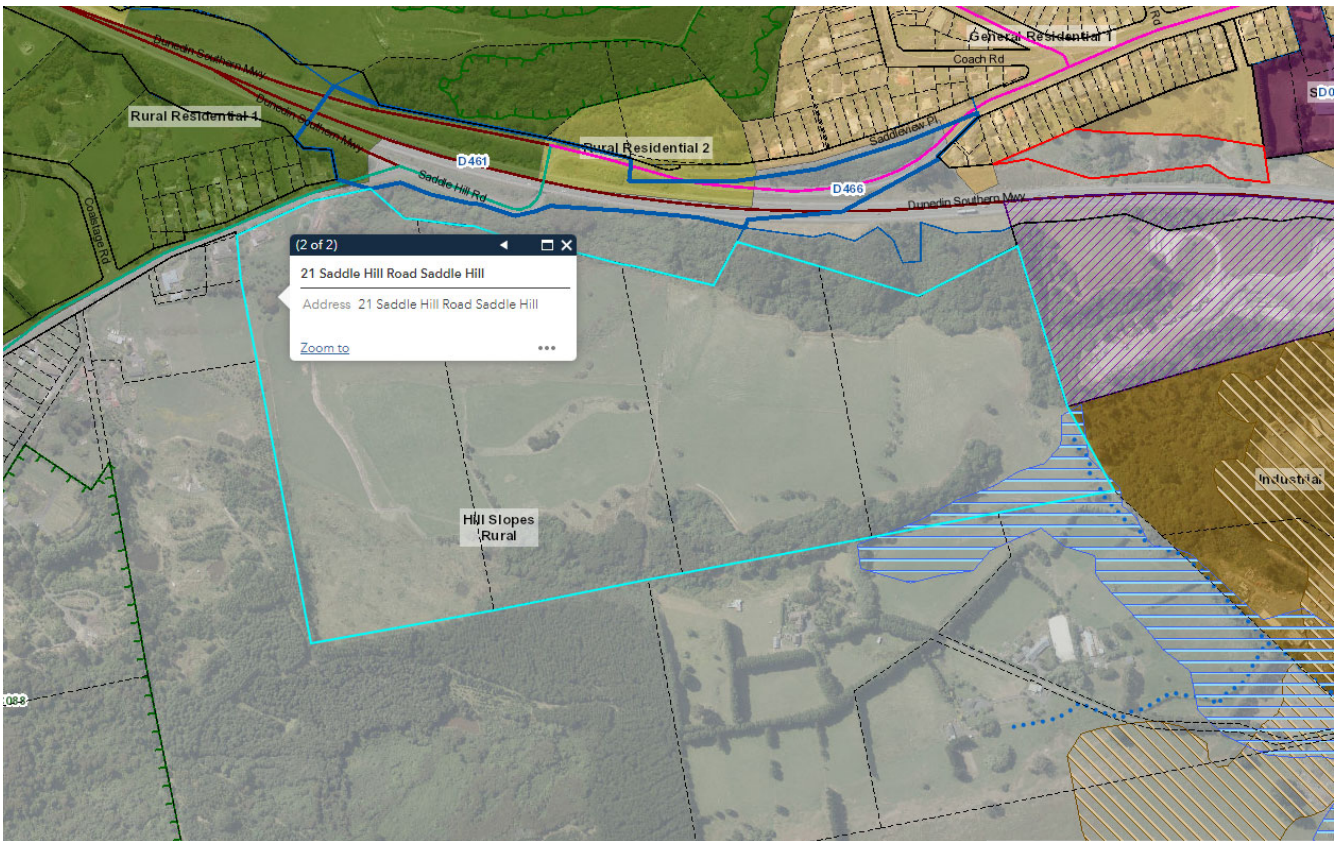 General Residential 1
Rd
Coach Rd
Dunedin Southern Mwy
Dunedin Southern Mwy
Rural Residential 1
SD0
Rural Residential 2
Saddleview Pl
D461
D466
Saddle Hill Rd
Dunedin Southern Mwy
Coalstage Rd
(2 of 2)
21 Saddle Hill Road Saddle Hill
Address 21 Saddle Hill Road Saddle Hill
Zoom to
•••
Industrial
Hill Slopes
Rural
088